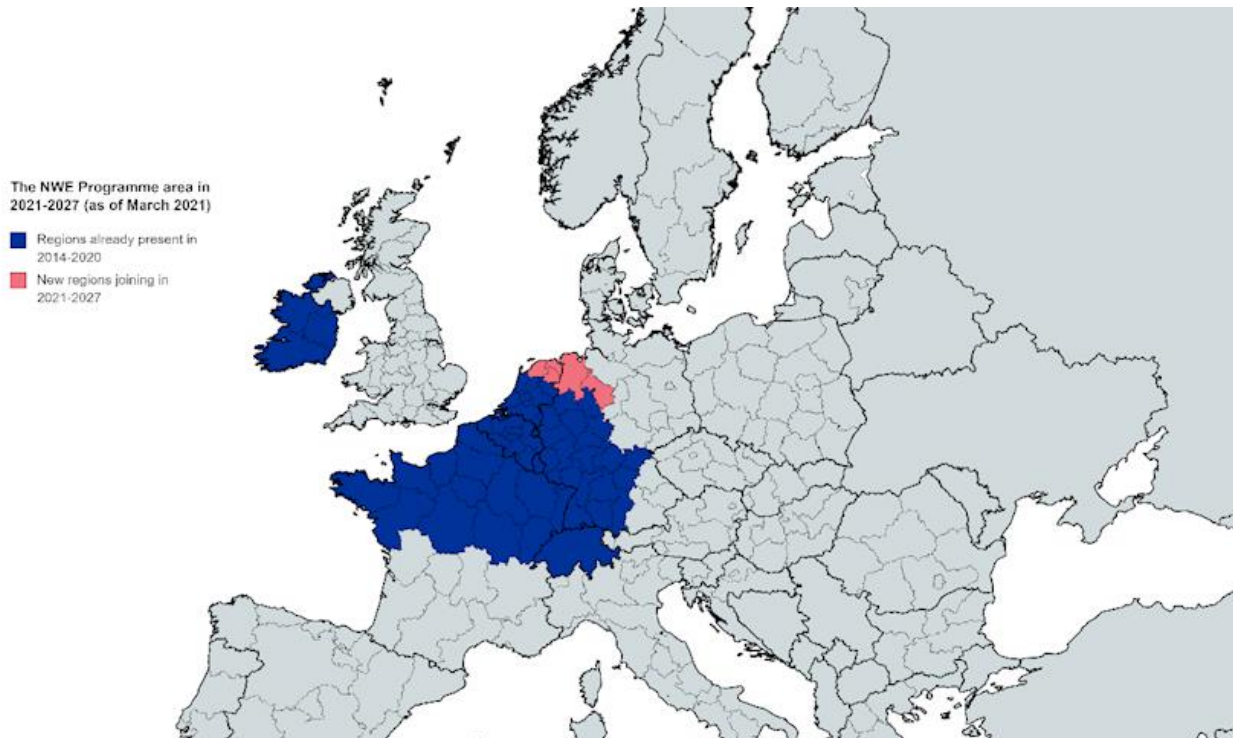 The NWE Programme area in
2021-2027 (as of March 2021)
Regions already present in
2014-2020
New regions joining in
2021-2027